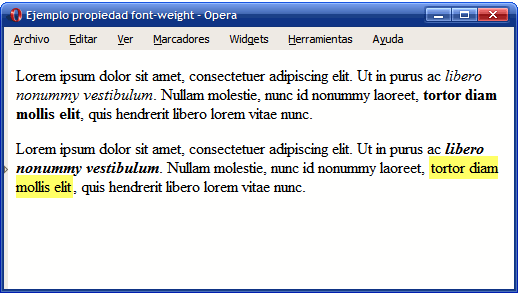 Ejemplo propiedad font-weight - Opera
Archivo Editar Ver Marcadores Widgets Herramientas Ayuda
Lorem ipsum dolor sit amet, consectetuer adipiscing elit. Ut in purus ac libero
nonummy vestibulum. Nullam molestie, nunc id nonummy laoreet, tortor diam
mollis elit, quis hendrerit libero lorem vitae nunc.
Lorem ipsum dolor sit amet, consectetuer adipiscing elit. Ut in purus ac libero
nonummy vestibulum. Nullam molestie, nunc id nonummy laoreet, tortor diam
mollis elit, quis hendrerit libero lorem vitae nunc.